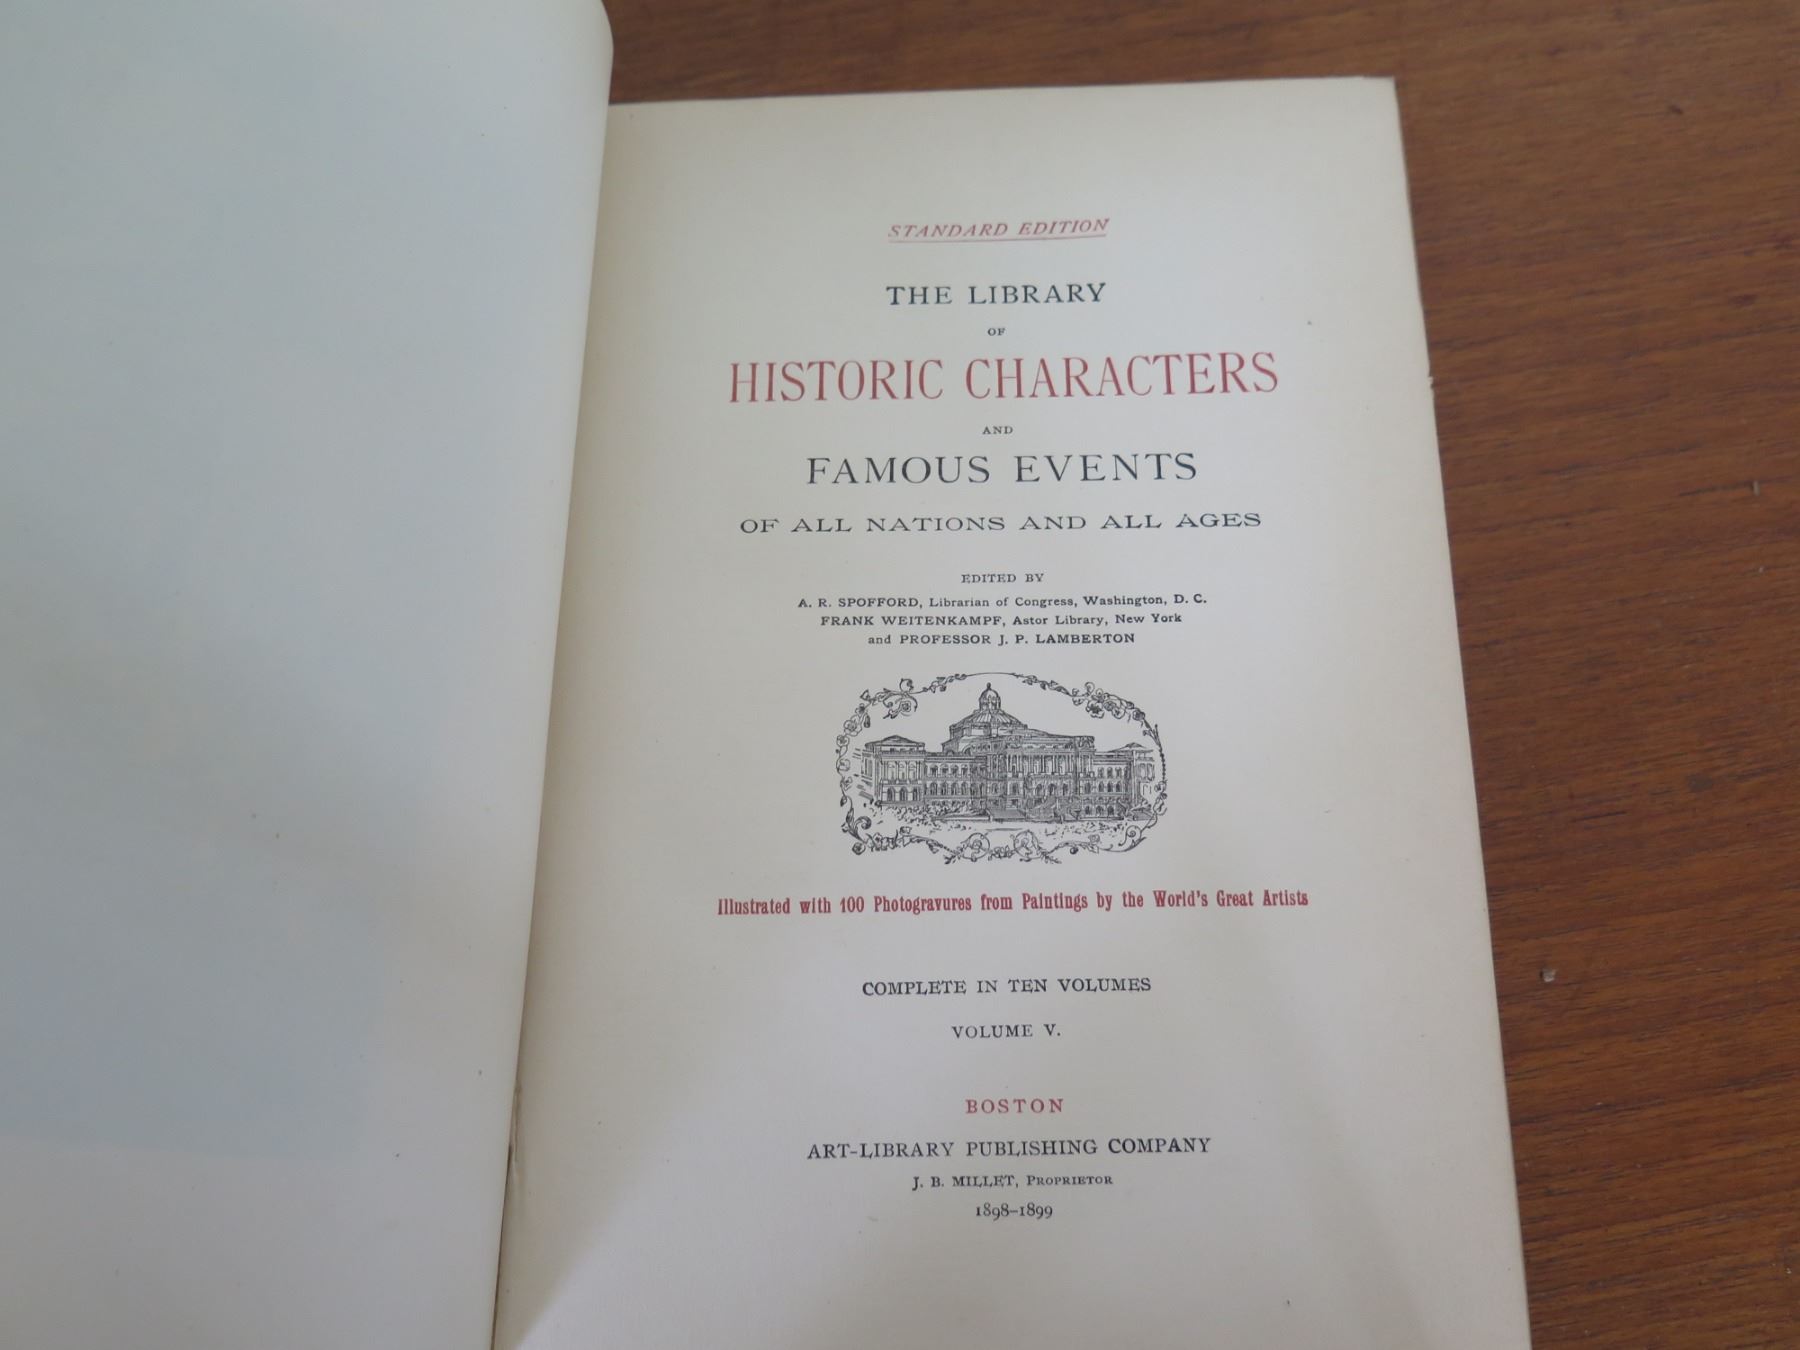 STANDARD EDITION
THE LIBRARY
OF
HISTORIC CHARACTERS
AND
FAMOUS EVENTS
OF ALL NATIONS AND ALL AGES
EDITED BY
A. R. SPOFFORD, Librarian of Congress, Washington, D. C.
FRANK WEITENKAMPF, Astor Library, New York
and PROFESSOR J. P. LAMBERTON
Illustrated with 100 Photogravures from Paintings by the World's Great Artists
COMPLETE IN TEN VOLUMES
VOLUME V.
BOSTON
ART-LIBRARY PUBLISHING COMPANY
J. B. MILLET, PROPRIETOR
1898–1899